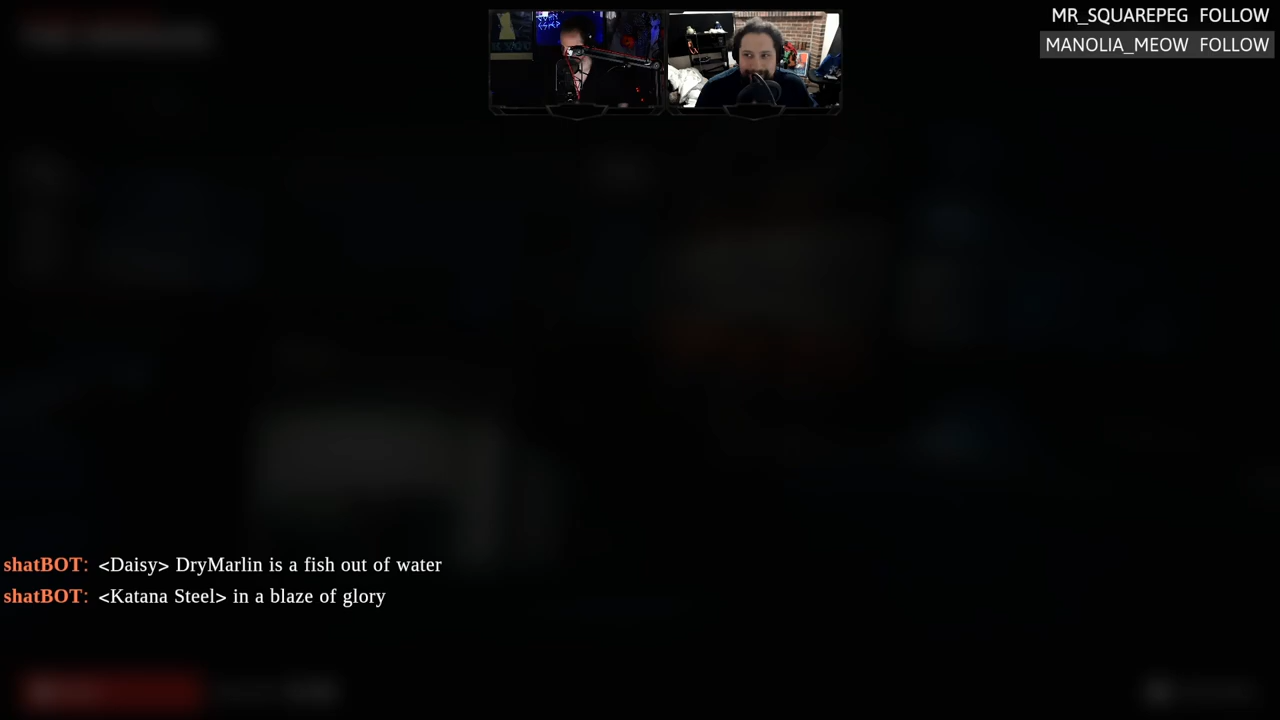 MR_SQUAREPEG FOLLOW
MANOLIA_MEOW FOLLOW
shatBOT: <Daisy> DryMarlin is a fish out of water
shatBOT: <Katana Steel> in a blaze of glory